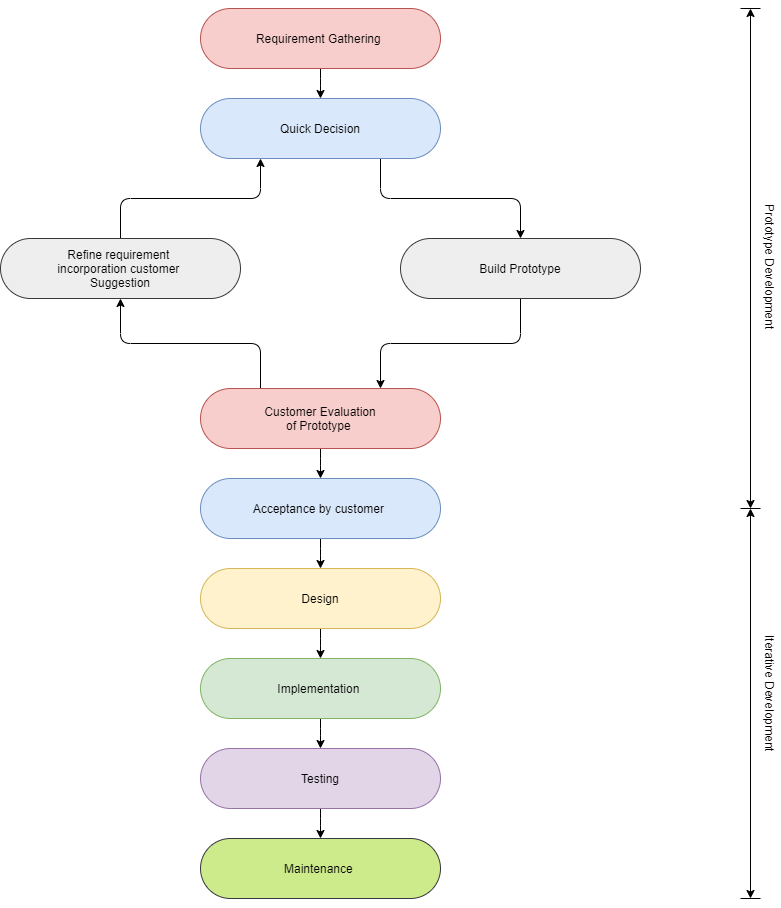 Requirement Gathering
Quick Decision
Refine requirement
incorporation customer
Suggestion
Build Prototype
Customer Evaluation
of Prototype
Acceptance by customer
Design
Implementation
Testing
Maintenance
Prototype Development
Iterative Development